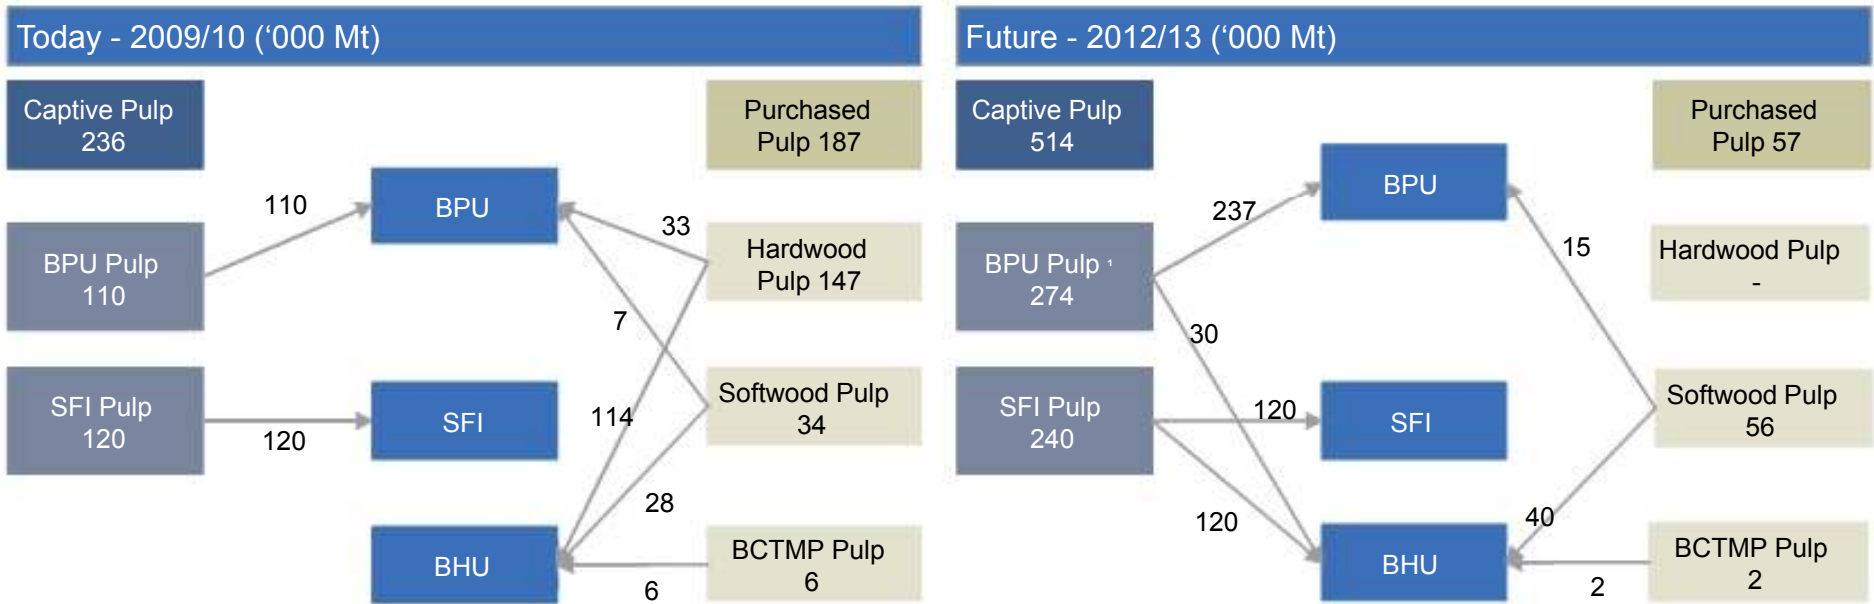 Today - 2009/10 (‘000 Mt)
Captive Pulp
236
Purchased
Pulp 187
BPU
110
33
BPU Pulp
110
Hardwood
Pulp 147
7
SFI Pulp
120
120
SFI
114
Softwood Pulp
34
28
BHU
BCTMP Pulp
6
6
Future - 2012/13 (‘000 Mt)
Captive Pulp
514
Purchased
Pulp 57
BPU
237
15
BPU Pulp ¹
274
Hardwood Pulp
-
30
SFI Pulp
240
120
SFI
Softwood Pulp
56
120
40
BHU
BCTMP Pulp
2
2